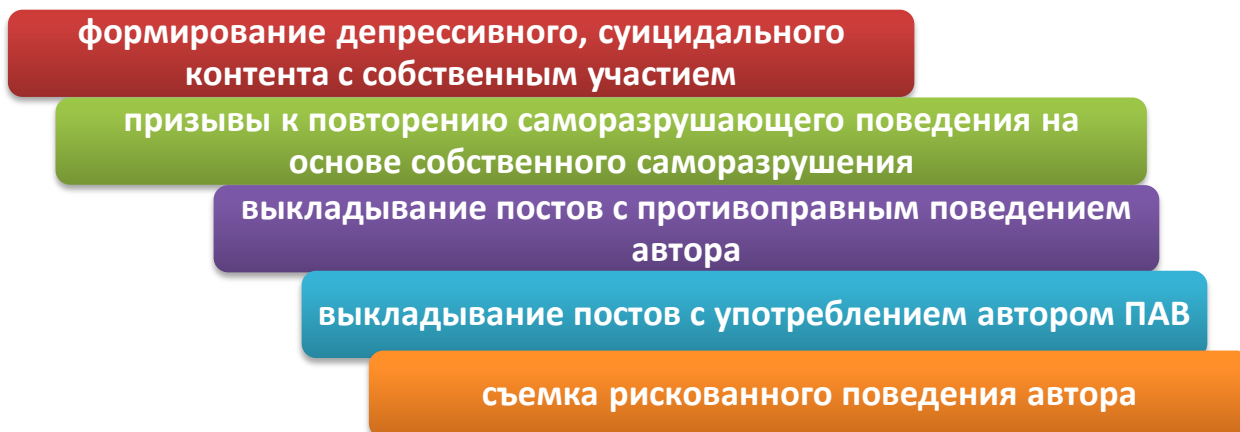 формирование депрессивного, суицидального
контента с собственным участием
призывы к повторению саморазрушающего поведения на
основе собственного саморазрушения
выкладывание постов с противоправным поведением
автора
выкладывание постов с употреблением автором ПАВ
съемка рискованного поведения автора